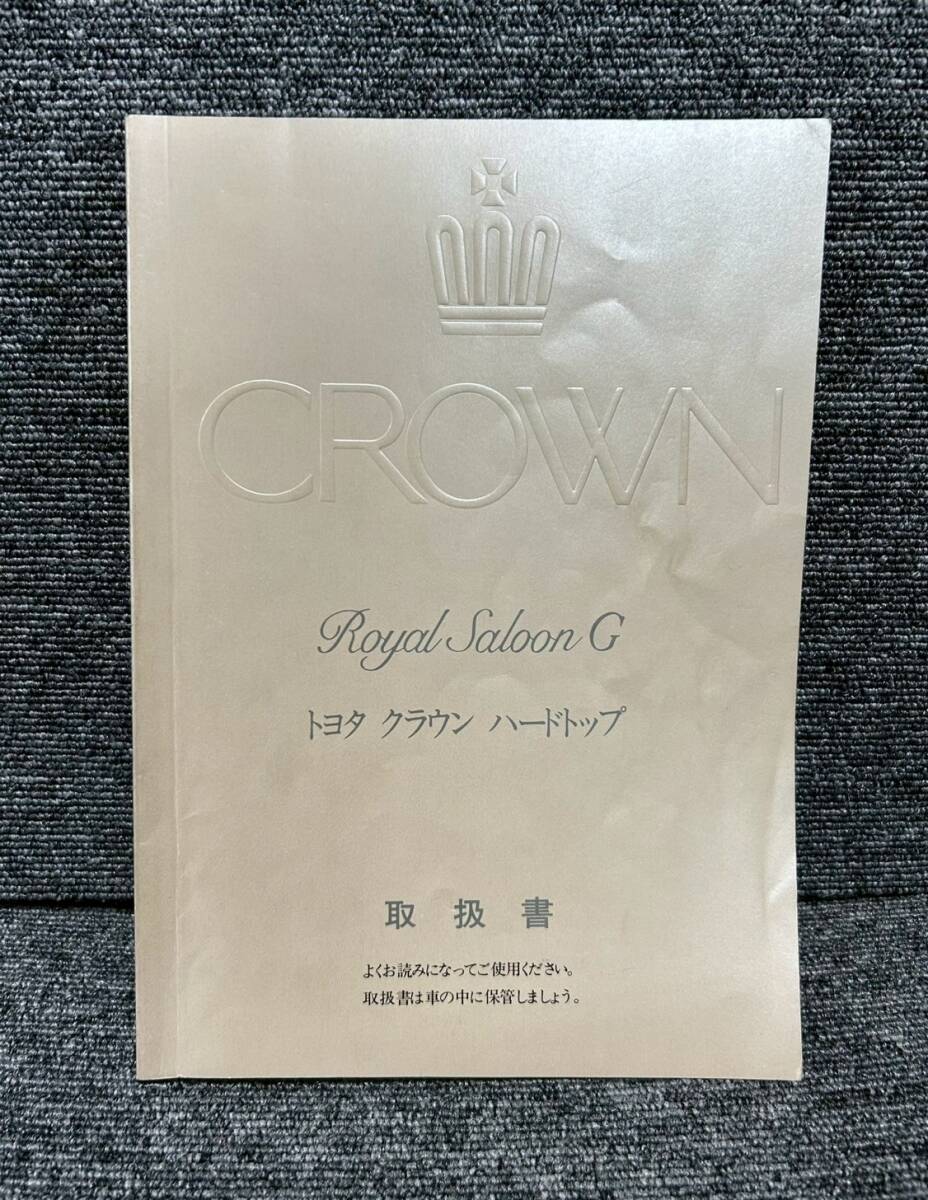 CROWN
Royal Saloon G
トヨタ クラウン ハードトップ
取扱書
よくお読みになってご使用ください。
取扱書は車の中に保管しましょう。